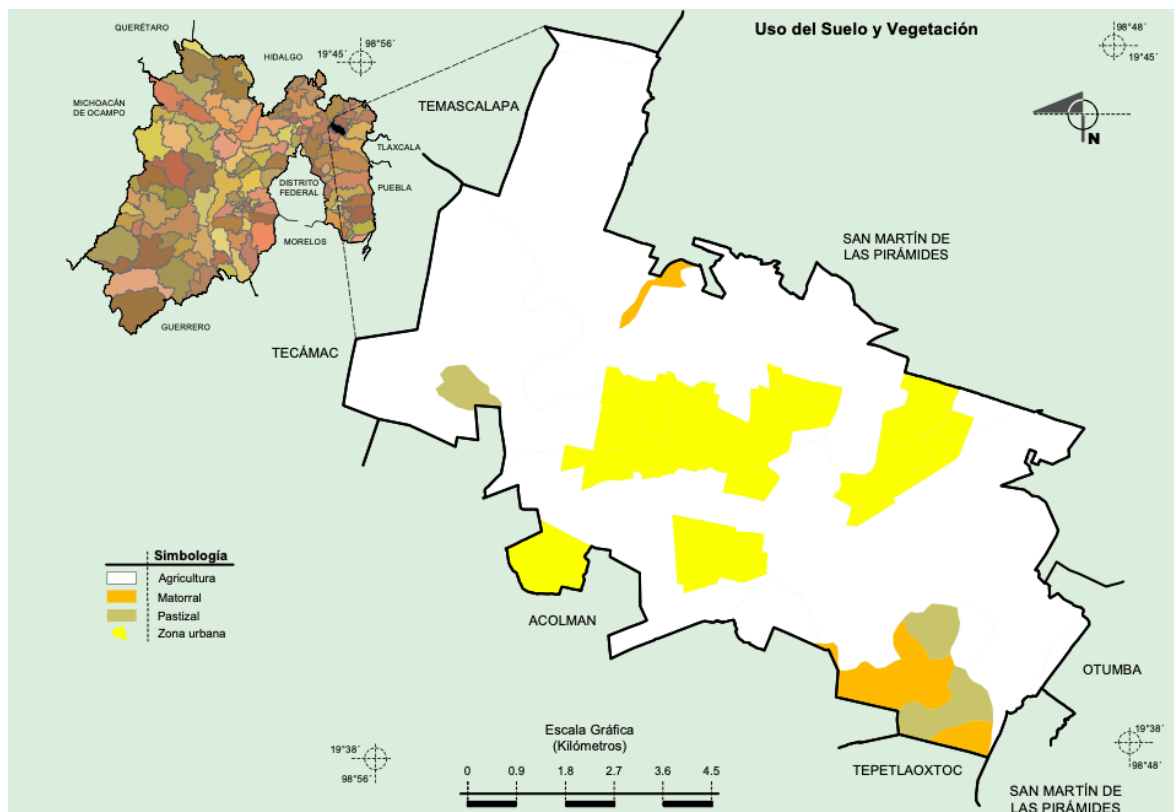 Uso del Suelo y Vegetación
QUERÉTARO
98°56´
19°45´
HIDALGO
98°48´
19°45´
MICHOACÁN
DE OCAMPO
TEMASCALAPA
N
TLAXCALA
DISTRITO
FEDERAL
PUEBLA
MORELOS
SAN MARTÍN DE
LAS PIRÁMIDES
GUERRERO
TECÁMAC
Simbología
Agricultura
Matorral
Pastizal
Zona urbana
ACOLMAN
OTUMBA
Escala Gráfica
(Kilómetros)
0 0.9 1.8 2.7 3.6 4.5
19°38´
98°56´
19°38´
98°48´
TEPETLAOXTOC
SAN MARTÍN DE
LAS PIRÁMIDES